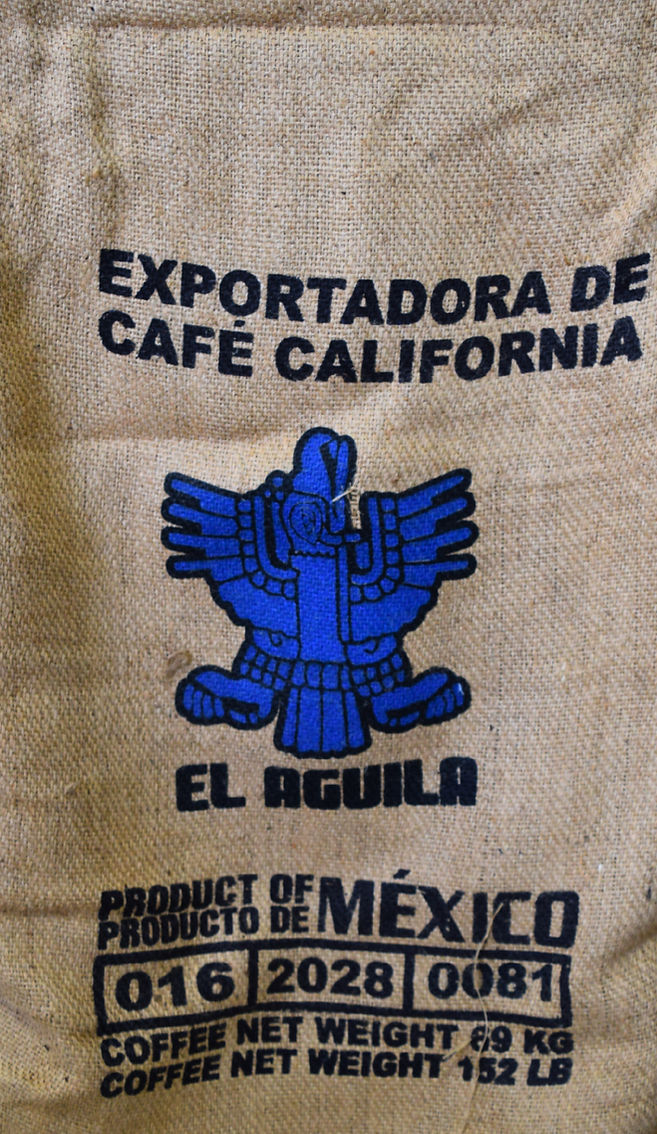 EXPORTADORA DE
CAFÉ CALIFORNIA
EL AGUILA
PRODUCT OF
PRODUCTO DE MÉXICO
016 2028 0081
COFFEE NET WEIGHT 69 KG
COFFEE NET WEIGHT 152 LB